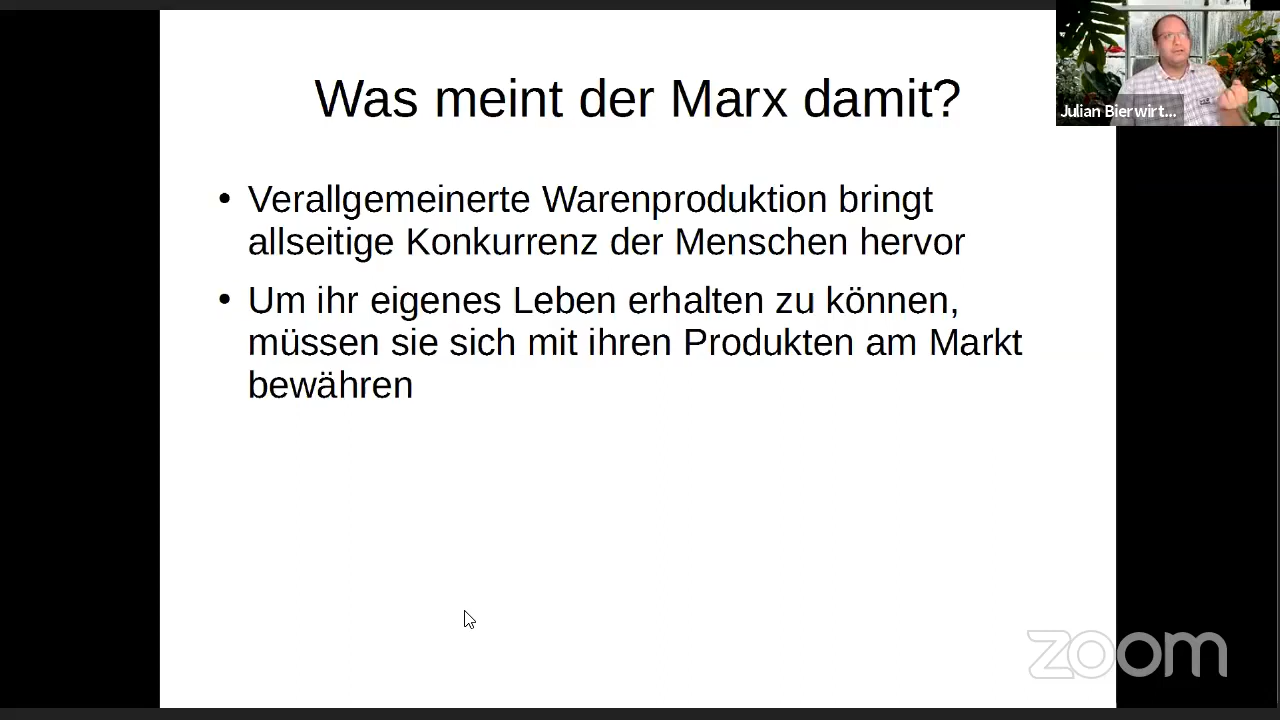 Was meint der Marx damit?
Julian Bierwirt...
• Verallgemeinerte Warenproduktion bringt
allseitige Konkurrenz der Menschen hervor
• Um ihr eigenes Leben erhalten zu können,
müssen sie sich mit ihren Produkten am Markt
bewähren
zoom